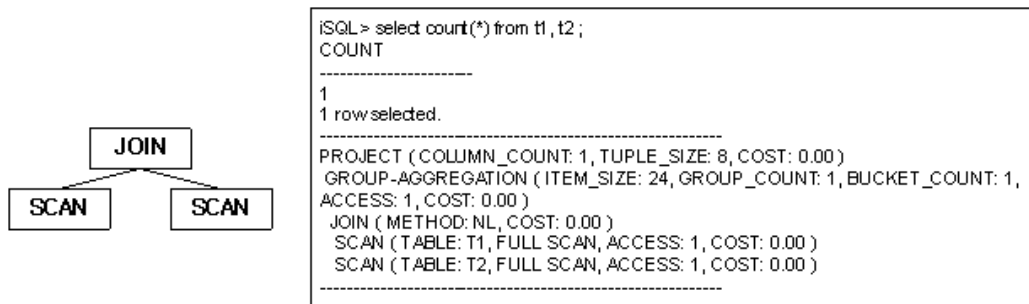 JOIN
SCAN
SCAN
iSQL> select count(*) from t1, t2 ;
COUNT
-----------------------
1
1 row selected.
------------------------------------------------------------
PROJECT ( COLUMN_COUNT: 1, TUPLE_SIZE: 8, COST: 0.00 )
GROUP-AGGREGATION ( ITEM_SIZE: 24, GROUP_COUNT: 1, BUCKET_COUNT: 1,
ACCESS: 1, COST: 0.00 )
JOIN ( METHOD: NL, COST: 0.00 )
SCAN ( TABLE: T1, FULL SCAN, ACCESS: 1, COST: 0.00 )
SCAN ( TABLE: T2, FULL SCAN, ACCESS: 1, COST: 0.00 )
------------------------------------------------------------